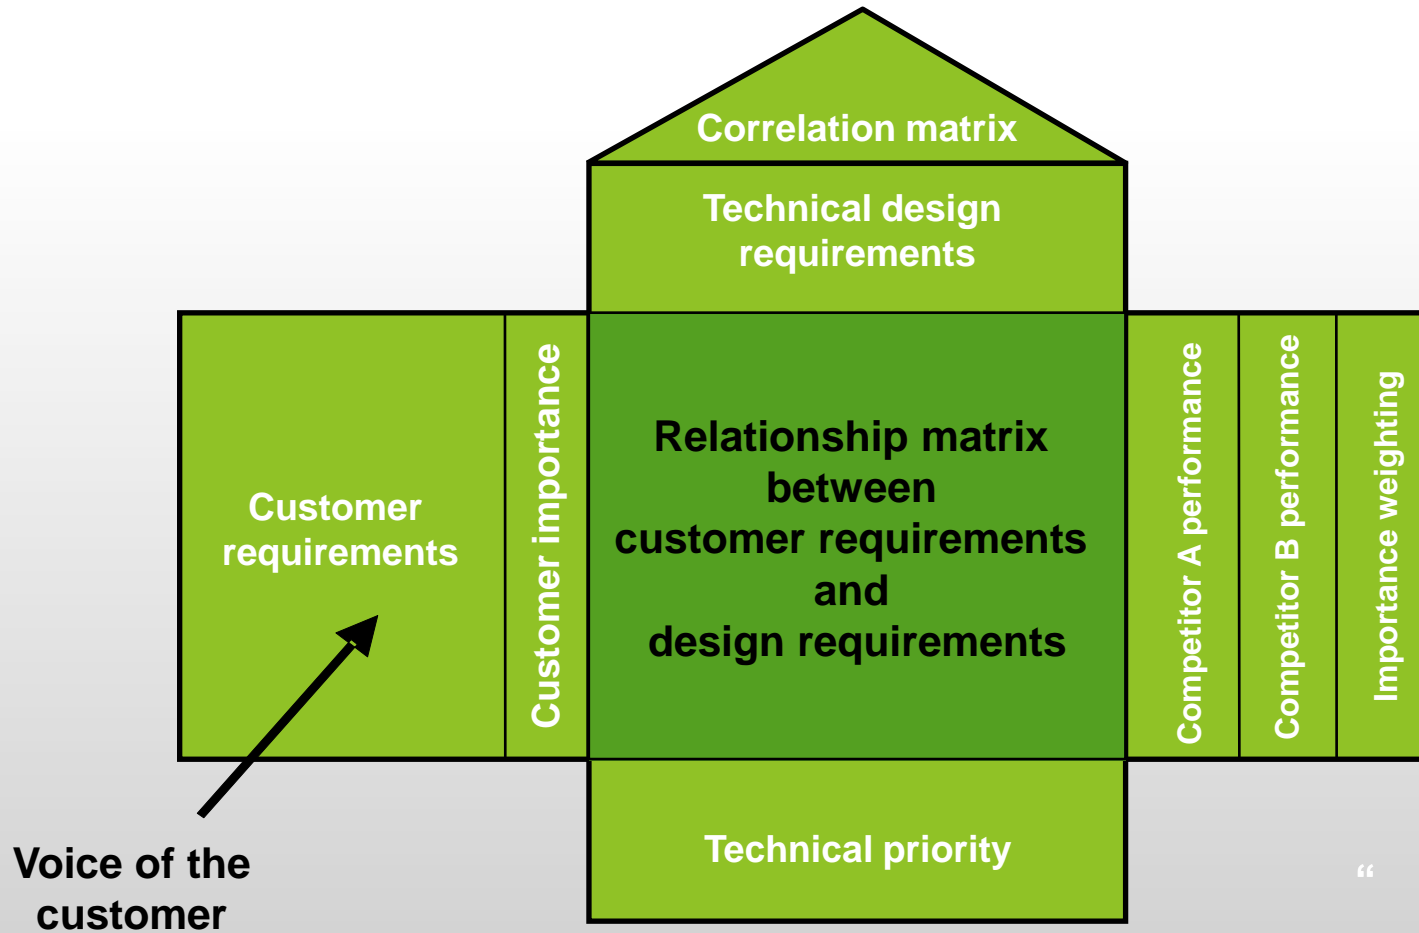 Correlation matrix
Technical design
requirements
Customer
requirements
Customer importance
Relationship matrix
between
customer requirements
and
design requirements
Competitor A performance
Competitor B performance
Importance weighting
Technical priority
Voice of the
customer
“